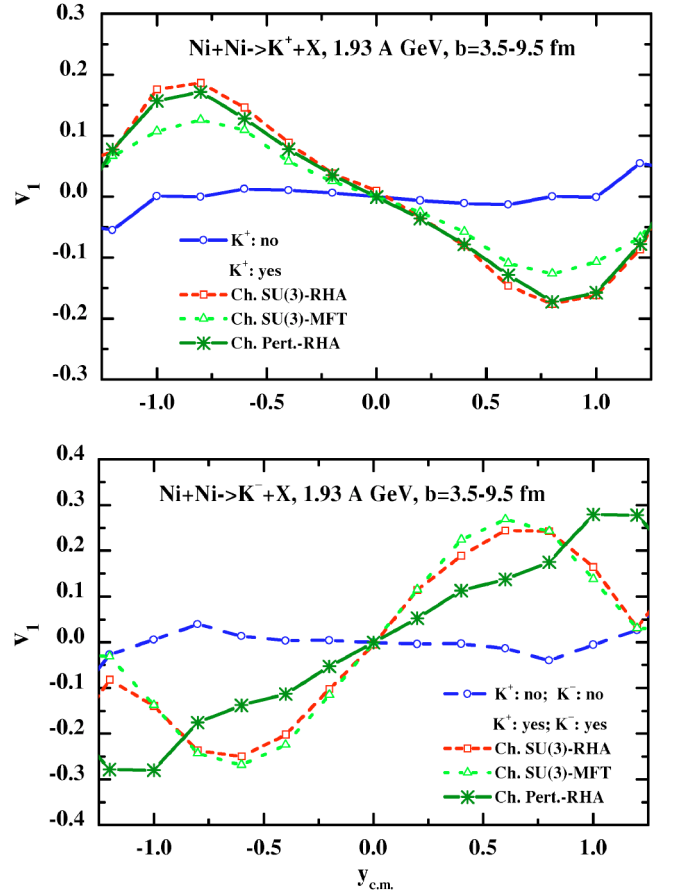 Ni+Ni->K⁺+X, 1.93 A GeV, b=3.5-9.5 fm
v₁
0.3
0.2
0.1
0.0
-0.1
-0.2
-0.3
K⁺: no
K⁺: yes
Ch. SU(3)-RHA
Ch. SU(3)-MFT
Ch. Pert.-RHA
-1.0 -0.5 0.0 0.5 1.0
Ni+Ni->K⁻+X, 1.93 A GeV, b=3.5-9.5 fm
v₁
0.4
0.3
0.2
0.1
0.0
-0.1
-0.2
-0.3
-0.4
K⁺: no; K⁻: no
K⁺: yes; K⁻: yes
Ch. SU(3)-RHA
Ch. SU(3)-MFT
Ch. Pert.-RHA
-1.0 -0.5 0.0 0.5 1.0
y c.m.